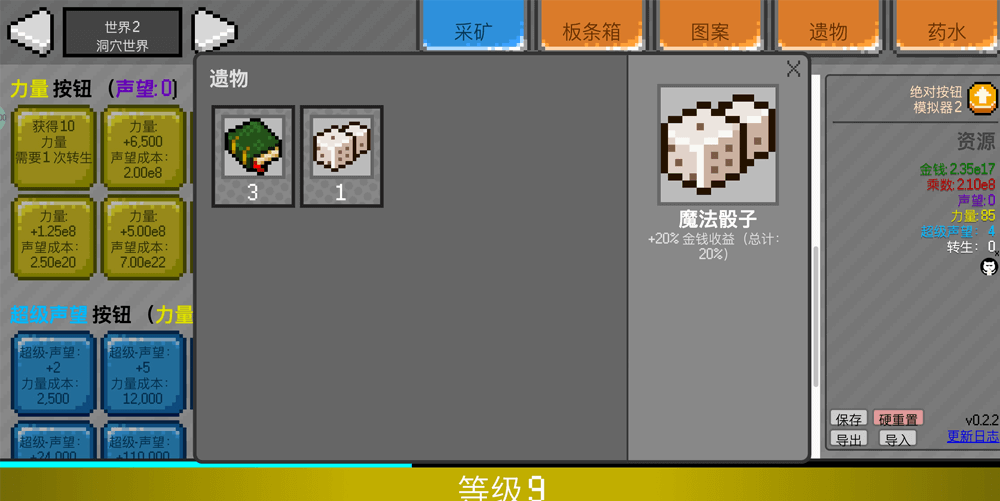 世界2
洞穴世界
采矿
板条箱
图案
遗物
药水
力量 按钮 (声望: 0)
获得10
力量
需要1 次转生
力量:
+6,500
声望成本:
2.00e8
力量:
+1.25e8
声望成本:
2.50e20
力量:
+5.00e8
声望成本:
7.00e22
超级声望 按钮 (力量
超级-声望:
+2
力量成本:
2,500
超级-声望:
+5
力量成本:
12,000
超级-声望:
+24,000
超级-声望:
+110,000
遗物
3
1
魔法骰子
+20% 金钱收益 (总计:
20%)
绝对按钮
模拟器2
资源
金钱: 2.35e17
乘数: 2.10e8
声望: 0
力量: 85
超级声望: 4
转生: 0
x
保存
硬重置
v0.2.2
导出
导入
更新日志
等级 9